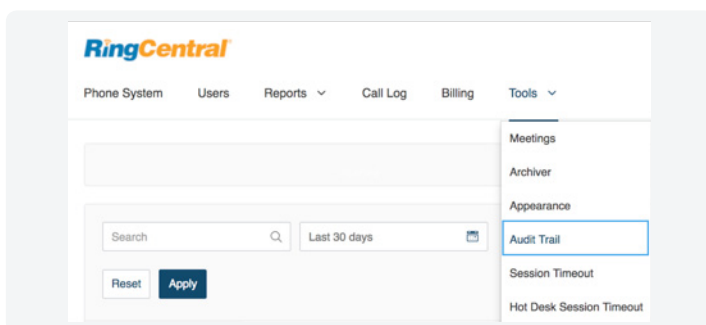 RingCentral
Phone System Users Reports Call Log Billing Tools
Meetings
Archiver
Appearance
Search Last 30 days Audit Trail
Session Timeout
Reset Apply
Hot Desk Session Timeout